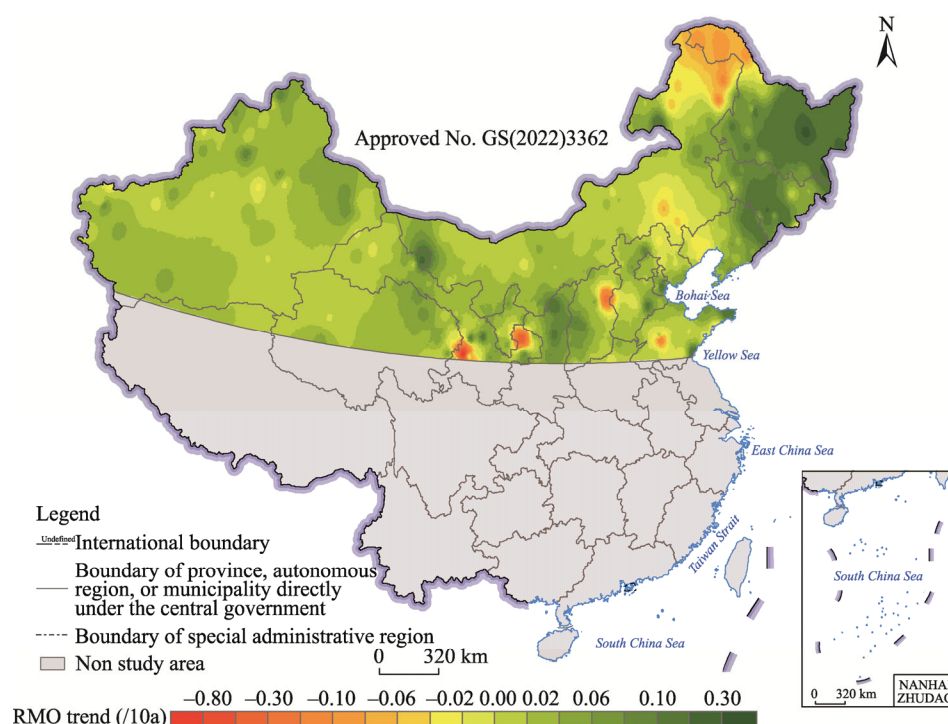 N
Approved No. GS(2022)3362
Bohai Sea
Yellow Sea
East China Sea
Taiwan Strait
South China Sea
Legend
Undefined International boundary
Boundary of province, autonomous
region, or municipality directly
under the central government
Boundary of special administrative region
Non study area
0 320 km
South China Sea
0 320 km
NANHA
ZHUDAO
–0.80 –0.30 –0.10 –0.06 –0.02 0.00 0.02 0.06 0.10 0.30
RMO trend (/10a)